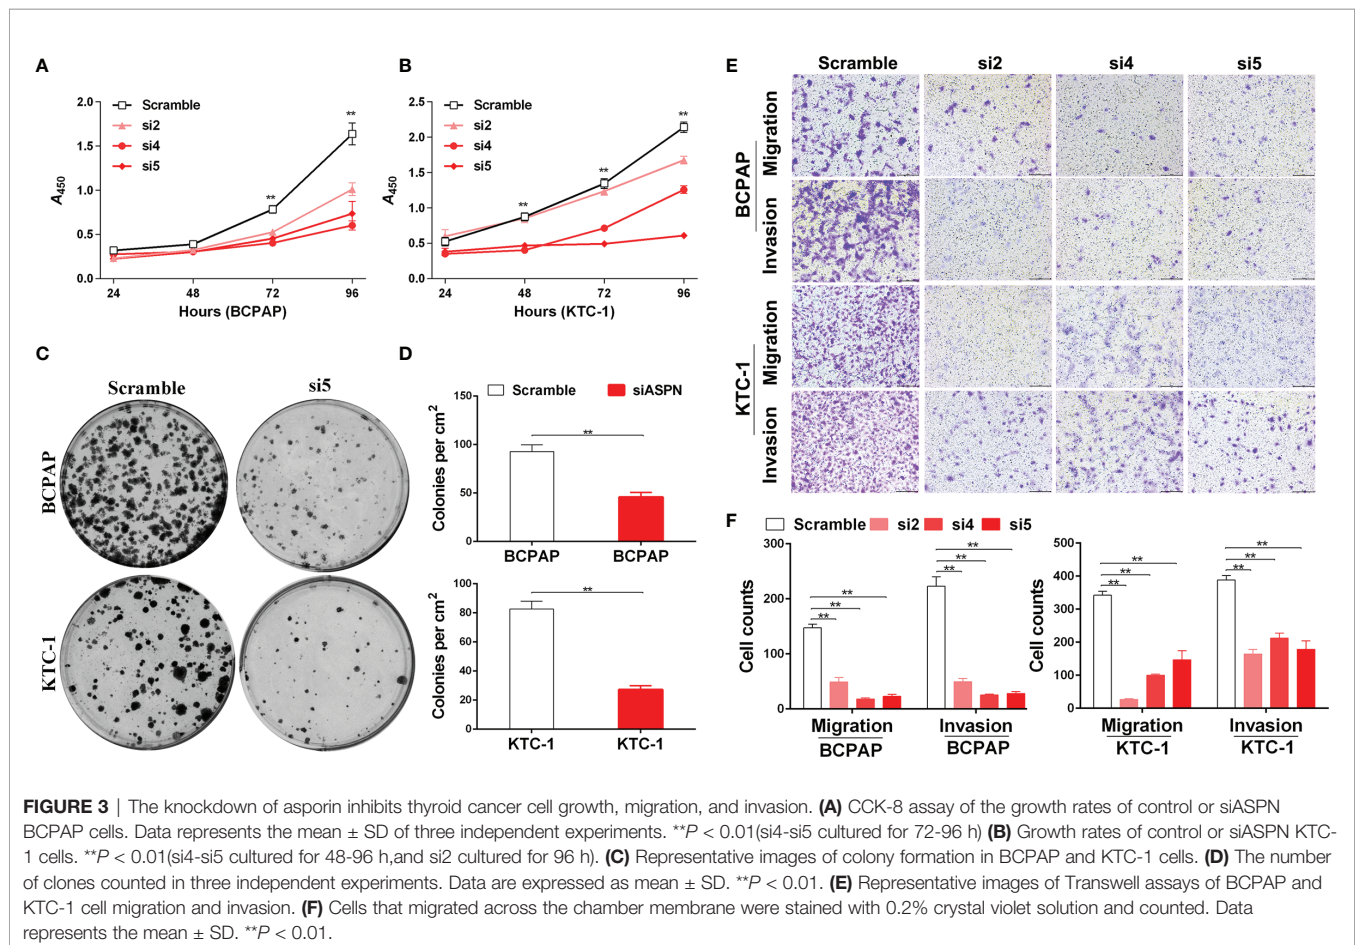 A
2.0
1.5
1.0
0.5
0.0
A450
Scramble
si2
si4
si5
**
**
24 48 72 96
Hours (BCPAP)
B
2.5
2.0
1.5
1.0
0.5
0.0
A450
Scramble
si2
si4
si5
**
**
**
24 48 72 96
Hours (KTC-1)
C
Scramble si5
BCPAP
KTC-1
D
Scramble siASPN
150
100
50
0
Colonies per cm2
**
BCPAP BCPAP
80
60
40
20
0
Colonies per cm2
**
KTC-1 KTC-1
E
Scramble si2 si4 si5
BCPAP
Migration
Invasion
KTC-1
Migration
Invasion
F
Scramble si2 si4 si5
300
200
100
0
Cell counts
**
**
**
**
**
**
Migration Invasion
BCPAP BCPAP
500
400
300
200
100
0
Cell counts
**
**
**
**
**
**
Migration Invasion
KTC-1 KTC-1
FIGURE 3 | The knockdown of asporin inhibits thyroid cancer cell growth, migration, and invasion. (A) CCK-8 assay of the growth rates of control or siASPN
BCPAP cells. Data represents the mean ± SD of three independent experiments. **P < 0.01(si4-si5 cultured for 72-96 h) (B) Growth rates of control or siASPN KTC-
1 cells. **P < 0.01(si4-si5 cultured for 48-96 h,and si2 cultured for 96 h). (C) Representative images of colony formation in BCPAP and KTC-1 cells. (D) The number
of clones counted in three independent experiments. Data are expressed as mean ± SD. **P < 0.01. (E) Representative images of Transwell assays of BCPAP and
KTC-1 cell migration and invasion. (F) Cells that migrated across the chamber membrane were stained with 0.2% crystal violet solution and counted. Data
represents the mean ± SD. **P < 0.01.